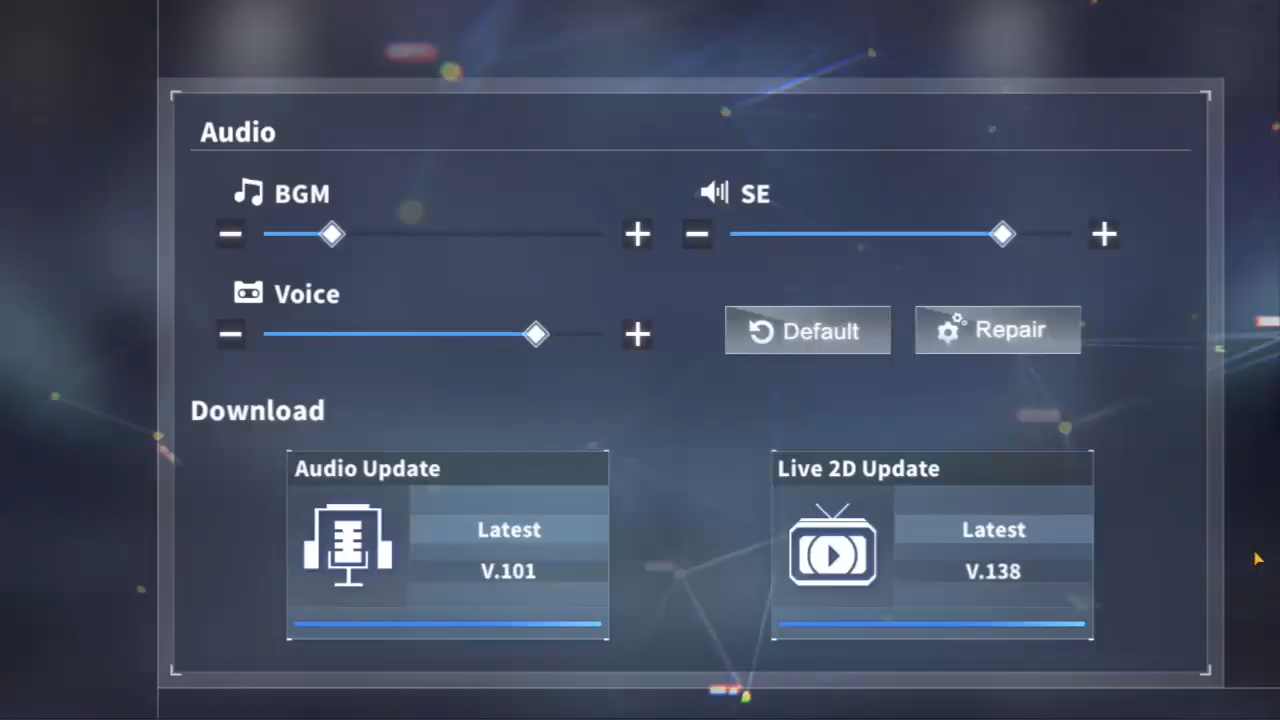 Audio
BGM
SE
Voice
Default
Repair
Download
Audio Update
Live 2D Update
Latest
V.101
Latest
V.138